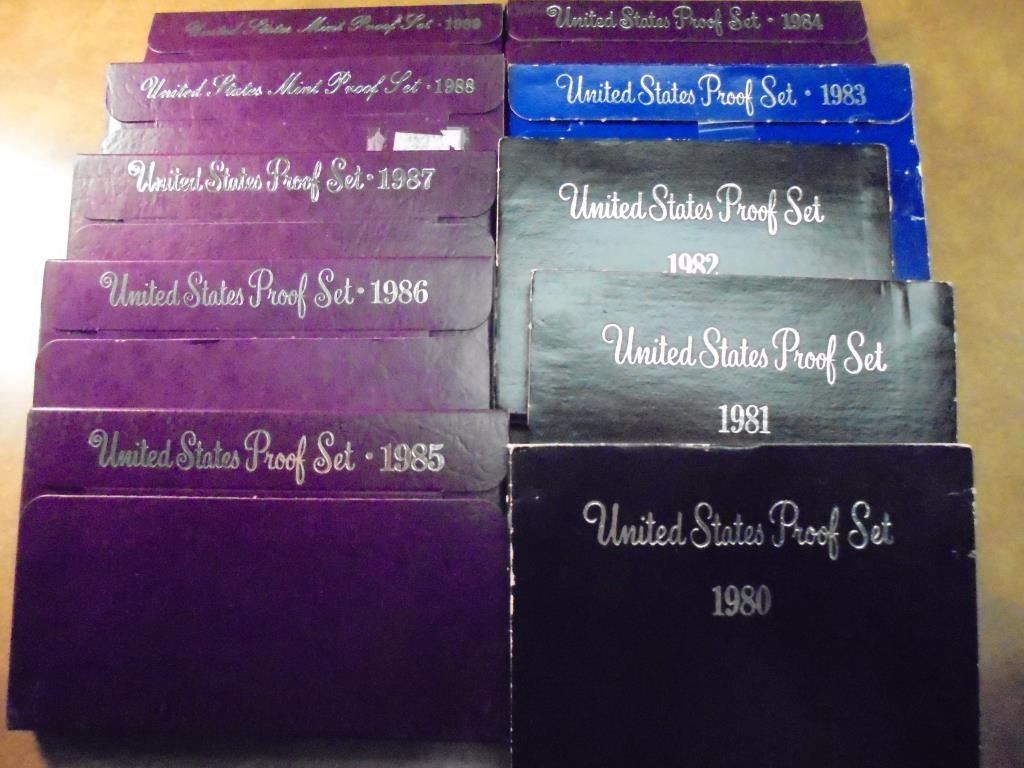 United States Mint Proof Set · 1989
United States Mint Proof Set · 1988
United States Proof Set · 1987
United States Proof Set · 1986
United States Proof Set · 1985
United States Proof Set · 1984
United States Proof Set · 1983
United States Proof Set
1982
United States Proof Set
1981
United States Proof Set
1980